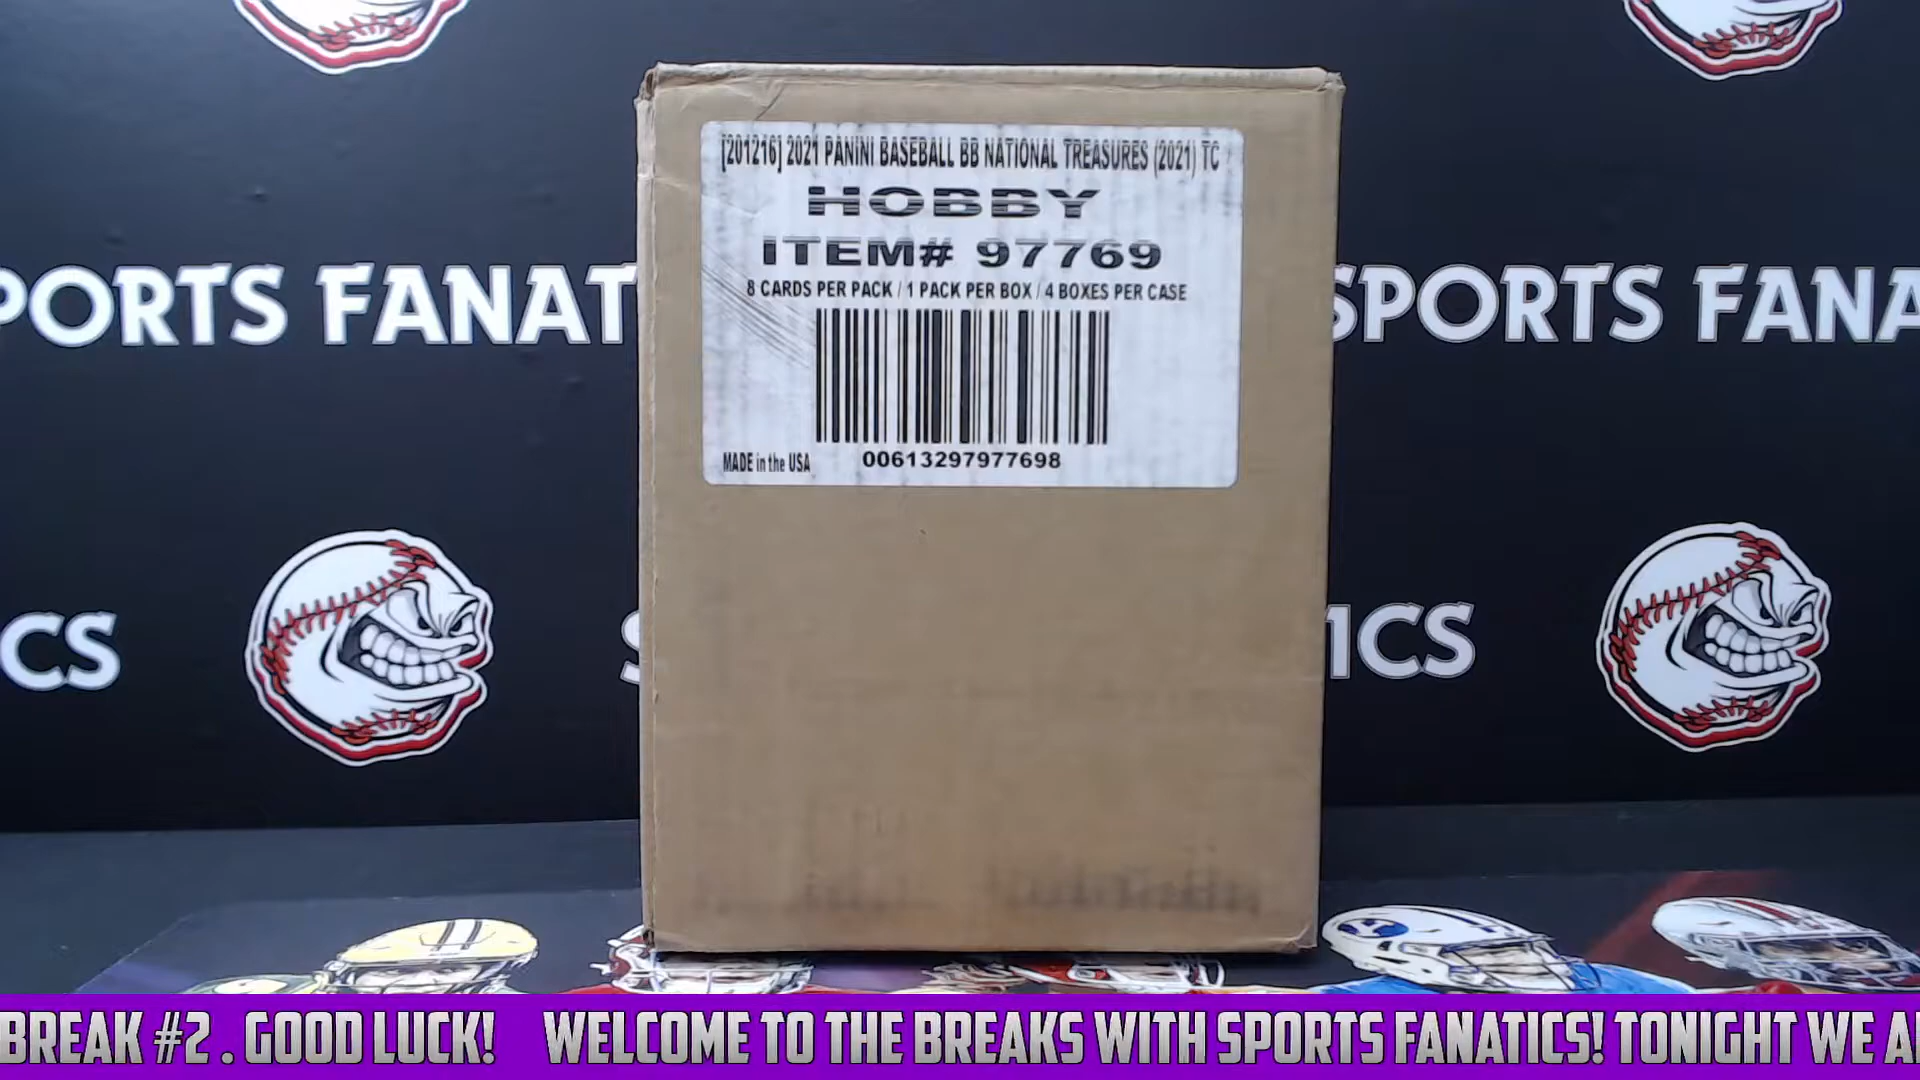 [201216] 2021 PANINI BASEBALL BB NATIONAL TREASURES (2021) TC
HOBBY
ITEM# 97769
8 CARDS PER PACK / 1 PACK PER BOX / 4 BOXES PER CASE
MADE in the USA
00613297977698
PORTS FANAT
SPORTS FANA
CS
S
ICS
BREAK #2 . GOOD LUCK! WELCOME TO THE BREAKS WITH SPORTS FANATICS! TONIGHT WE A